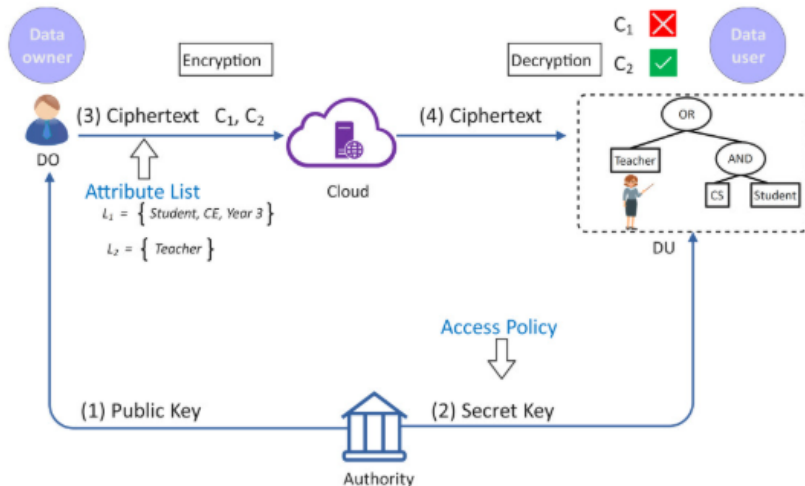 Data
owner
Encryption
Decryption
C₁
C₂
Data
user
(3) Ciphertext C₁, C₂
(4) Ciphertext
OR
Teacher
AND
CS
Student
DO
Cloud
DU
Attribute List
L₁ = { Student, CE, Year 3 }
L₂ = { Teacher }
Access Policy
(1) Public Key
(2) Secret Key
Authority